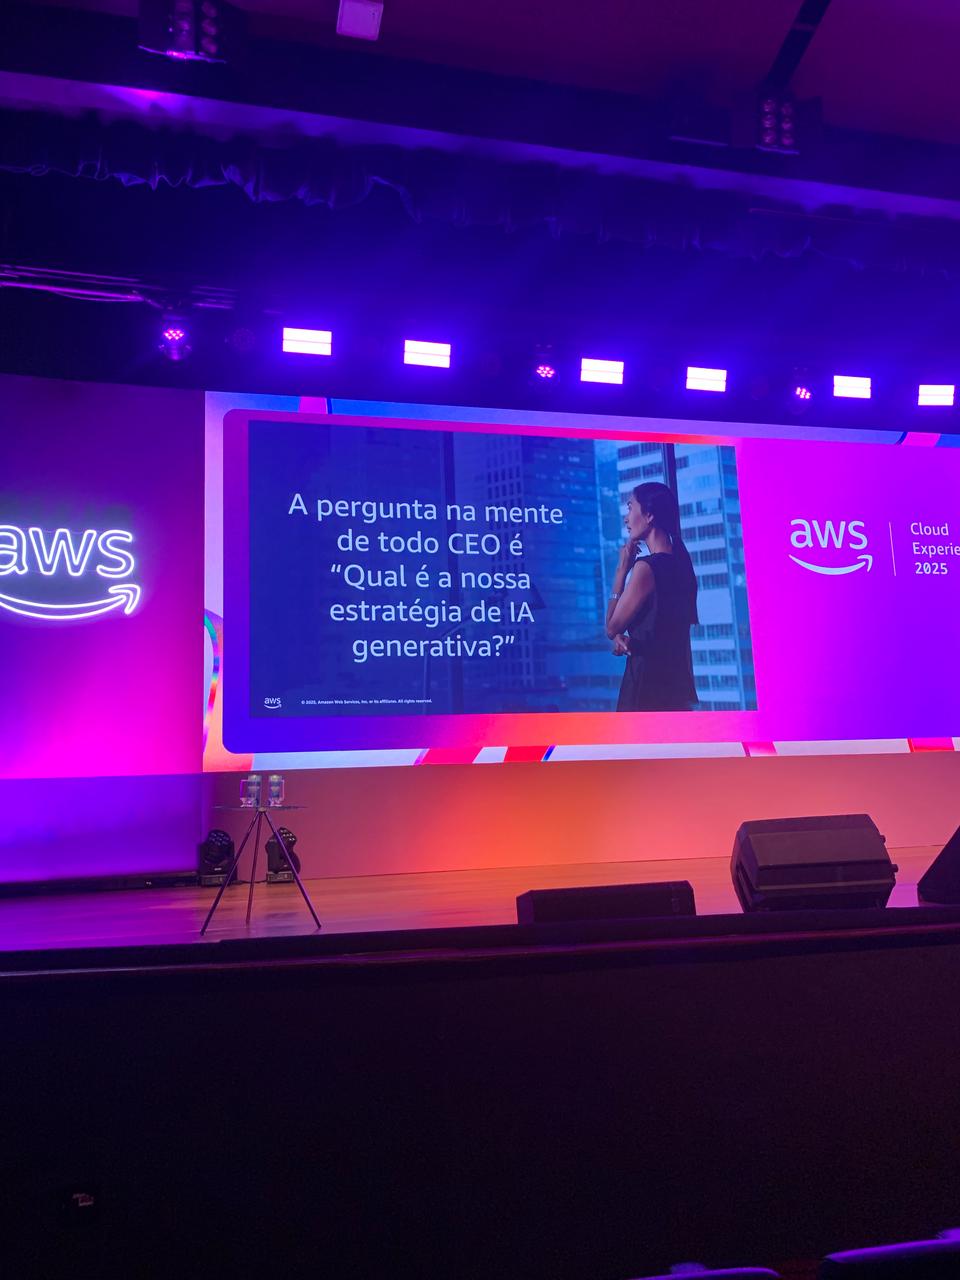 aws
A pergunta na mente
de todo CEO é
“Qual é a nossa
estratégia de IA
generativa?”
aws
© 2025, Amazon Web Services, Inc. or its affiliates. All rights reserved.
aws
Cloud
Experie
2025